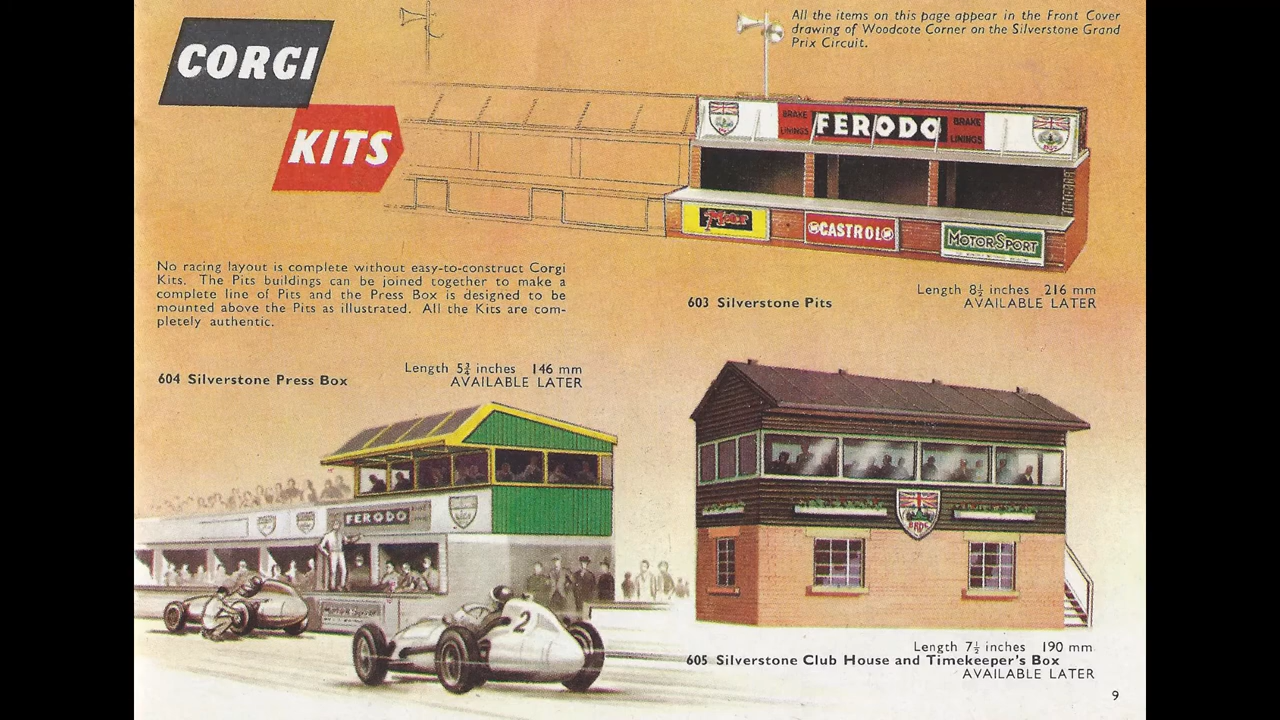 CORGI
KITS
All the items on this page appear in the Front Cover
drawing of Woodcote Corner on the Silverstone Grand
Prix Circuit.
BRAKE
LININGS
FERODO
BRAKE
LININGS
Motor
CASTROL
MOTOR SPORT
No racing layout is complete without easy-to-construct Corgi
Kits. The Pits buildings can be joined together to make a
complete line of Pits and the Press Box is designed to be
mounted above the Pits as illustrated. All the Kits are com-
pletely authentic.
Length 8½ inches 216 mm
603 Silverstone Pits
AVAILABLE LATER
Length 5¾ inches 146 mm
604 Silverstone Press Box
AVAILABLE LATER
FERODO
MOTOR SPORT
2
BRDC
Length 7½ inches 190 mm
605 Silverstone Club House and Timekeeper's Box
AVAILABLE LATER
9